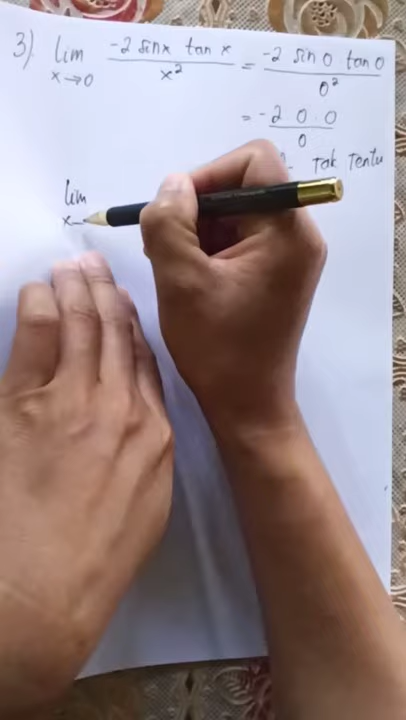 3). lim -2 sin x tan x / x² = -2 sin 0 . tan 0 / 0²
x→0
= -2 0 . 0 / 0
Tak Tentu
lim
x→